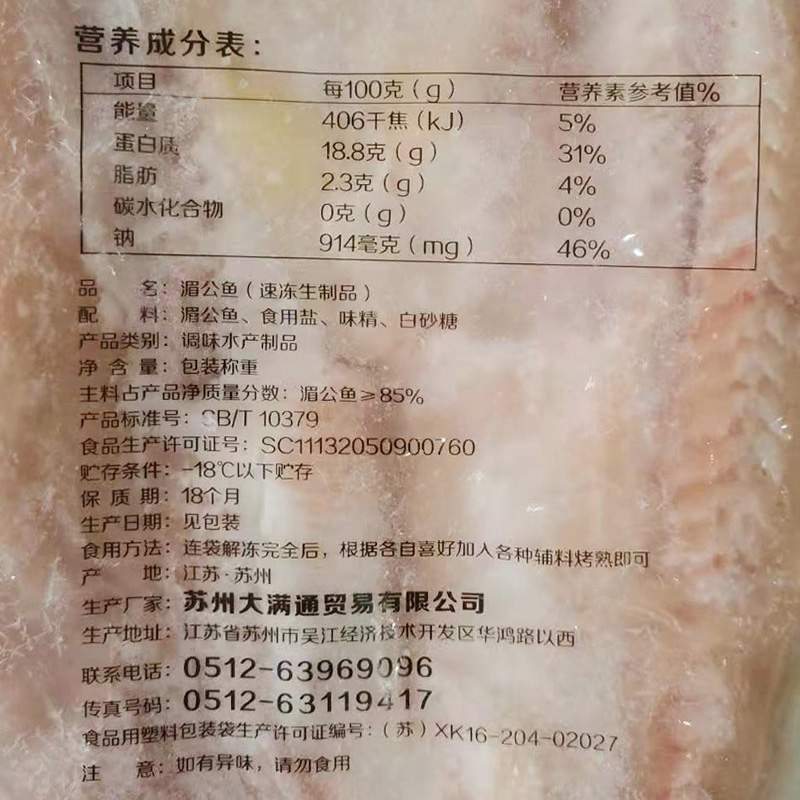 营养成分表：
项目 每100克（g） 营养素参考值%
能量 406千焦（kJ） 5%
蛋白质 18.8克（g） 31%
脂肪 2.3克（g） 4%
碳水化合物 0克（g） 0%
钠 914毫克（mg） 46%
品 名：湄公鱼（速冻生制品）
配 料：湄公鱼、食用盐、味精、白砂糖
产品类别：调味水产制品
净 含 量：包装称重
主料占产品净质量分数：湄公鱼≥85%
产品标准号：GB/T 10379
食品生产许可证号：SC11132050900760
贮存条件：-18℃以下贮存
保 质 期：18个月
生产日期：见包装
食用方法：连袋解冻完全后，根据各自喜好加入各种辅料烤熟即可
产 地：江苏·苏州
生产厂家：苏州大满通贸易有限公司
生产地址：江苏省苏州市吴江经济技术开发区华鸿路以西
联系电话：0512-63969096
传真号码：0512-63119417
食品用塑料包装袋生产许可证编号：（苏）XK16-204-02027
注 意：如有异味，请勿食用